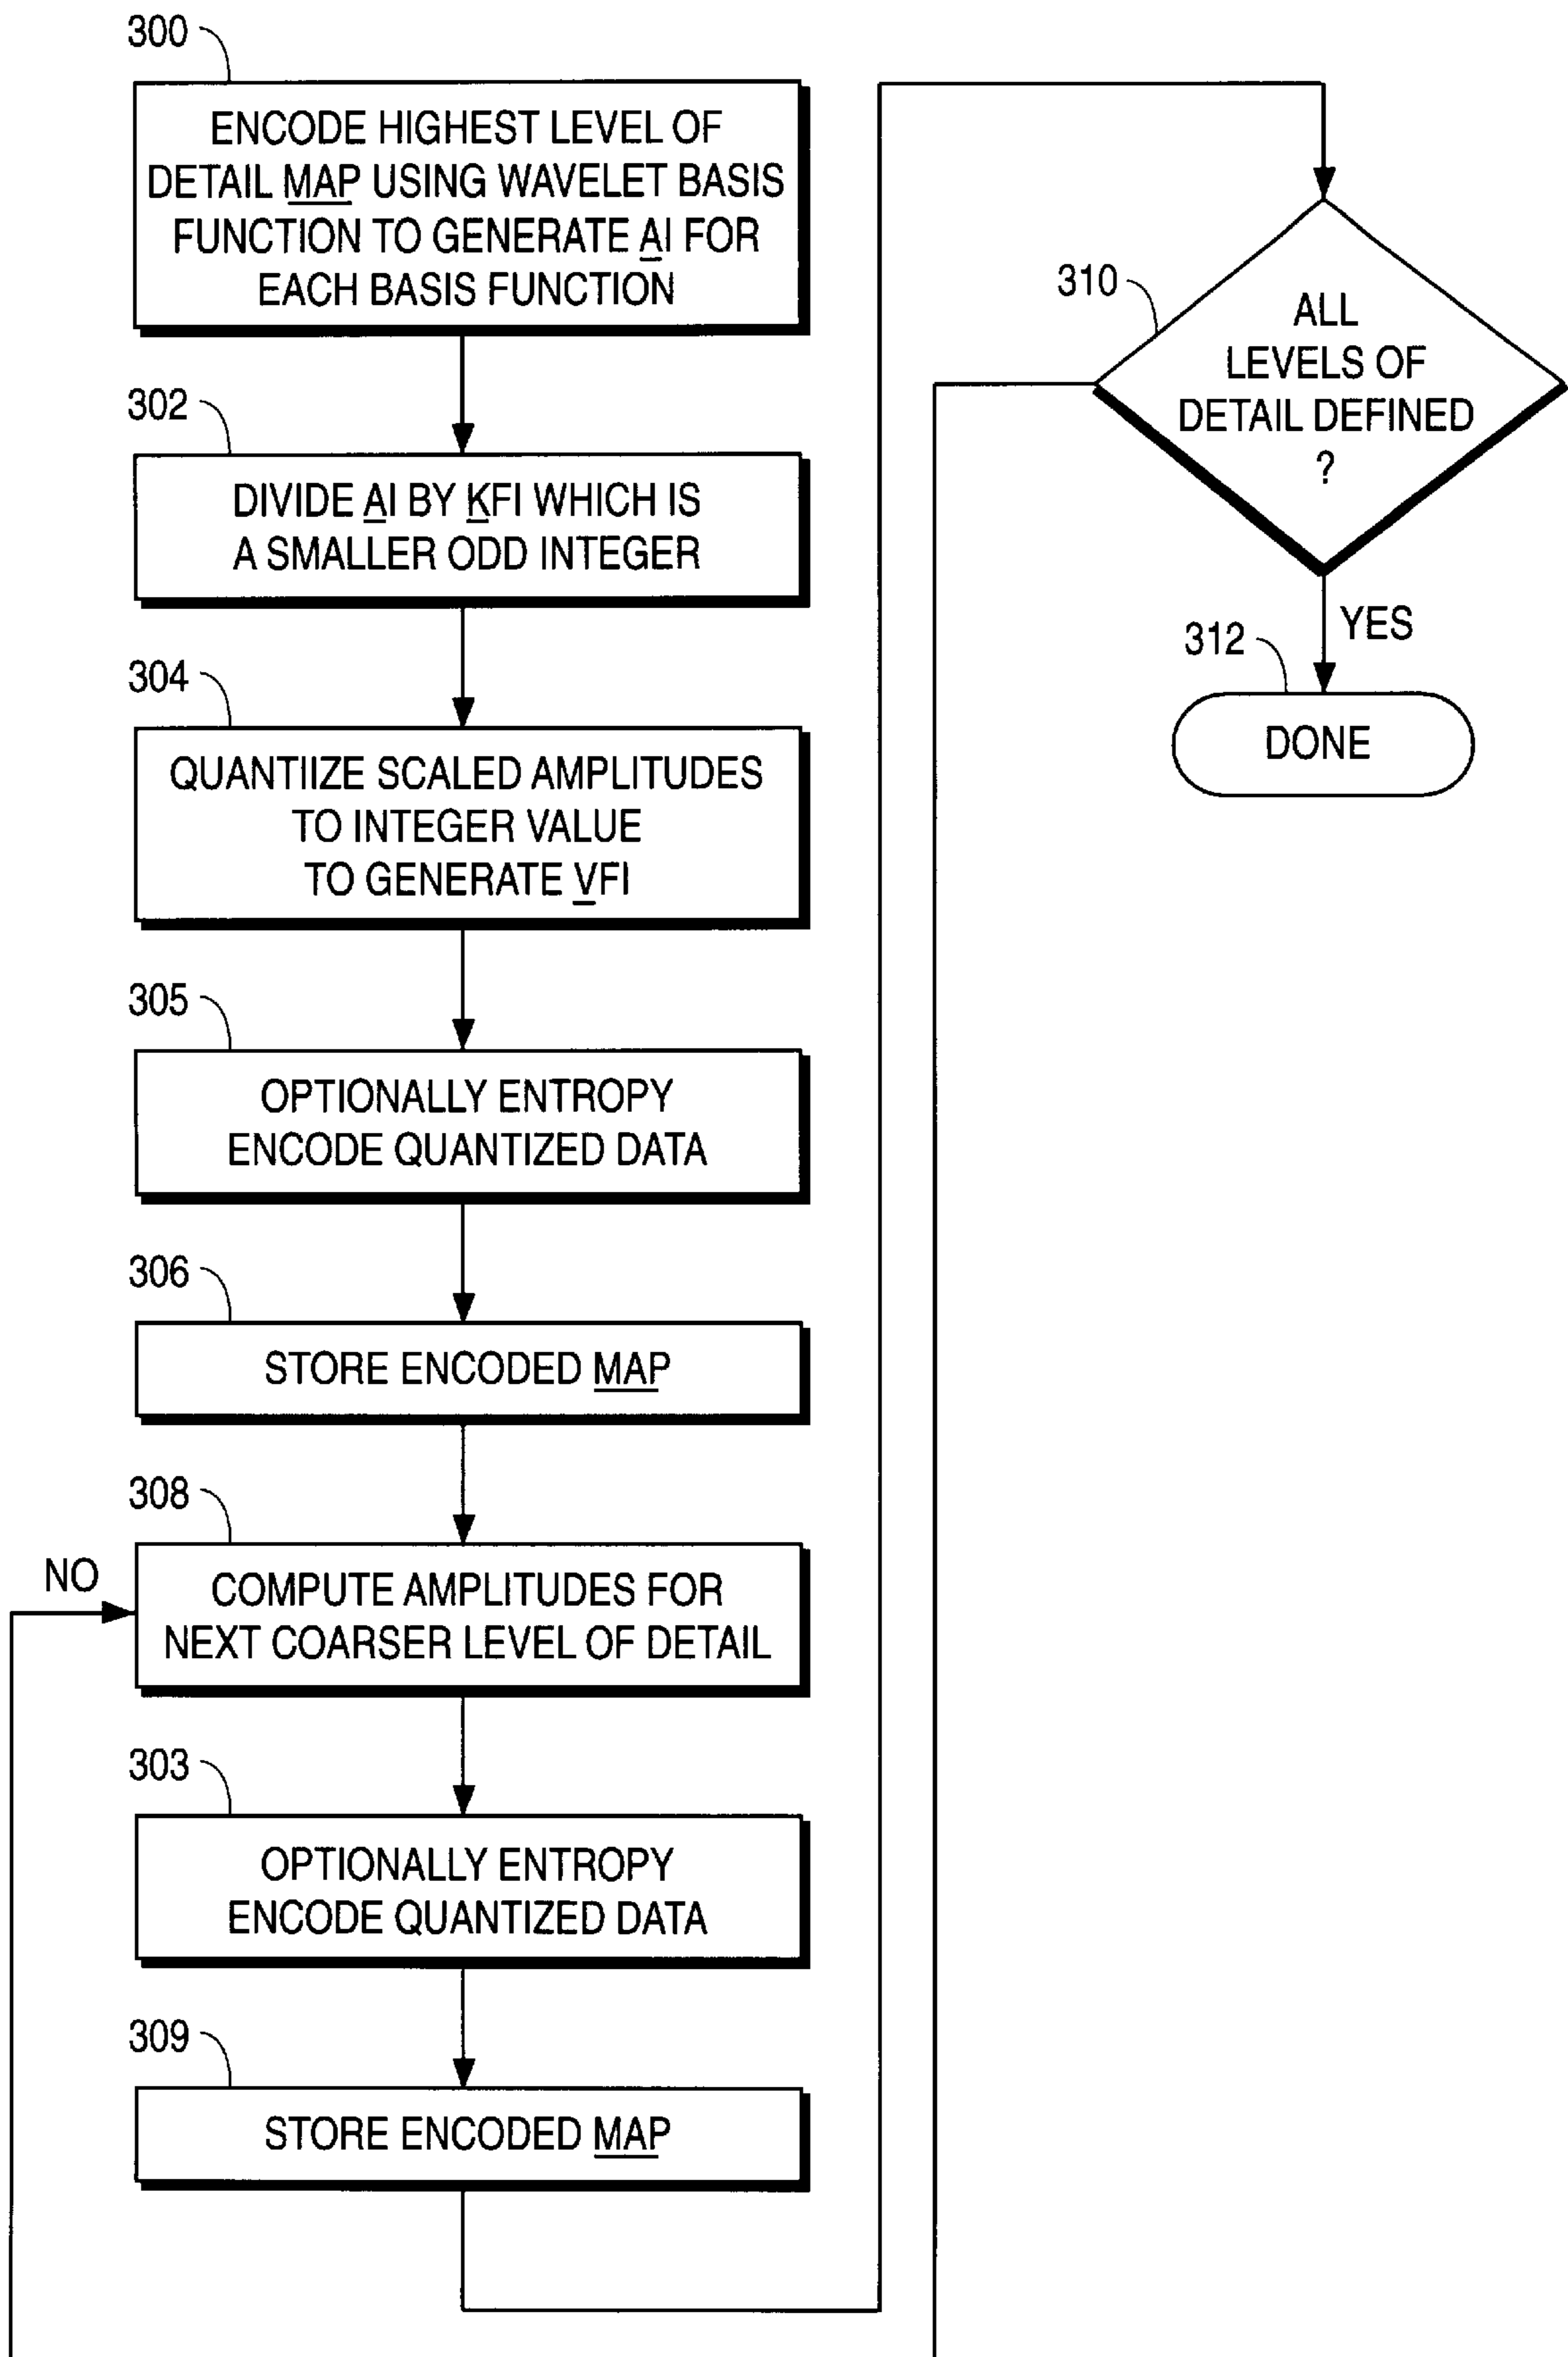 300
ENCODE HIGHEST LEVEL OF
DETAIL MAP USING WAVELET BASIS
FUNCTION TO GENERATE AI FOR
EACH BASIS FUNCTION
302
DIVIDE AI BY KFI WHICH IS
A SMALLER ODD INTEGER
304
QUANTIIZE SCALED AMPLITUDES
TO INTEGER VALUE
TO GENERATE VFI
305
OPTIONALLY ENTROPY
ENCODE QUANTIZED DATA
306
STORE ENCODED MAP
308
NO
COMPUTE AMPLITUDES FOR
NEXT COARSER LEVEL OF DETAIL
303
OPTIONALLY ENTROPY
ENCODE QUANTIZED DATA
309
STORE ENCODED MAP
310
ALL
LEVELS OF
DETAIL DEFINED
?
YES
312
DONE